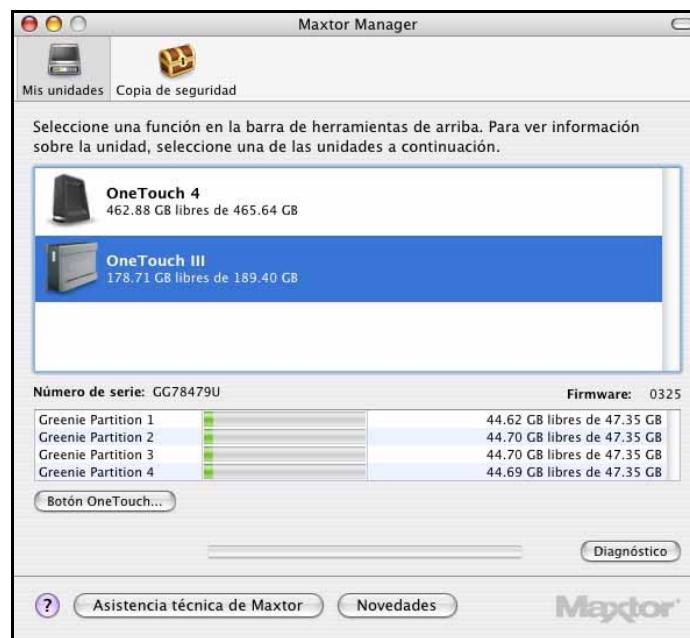 Maxtor Manager
Mis unidades
Copia de seguridad
Seleccione una función en la barra de herramientas de arriba. Para ver información
sobre la unidad, seleccione una de las unidades a continuación.
OneTouch 4
462.88 GB libres de 465.64 GB
OneTouch III
178.71 GB libres de 189.40 GB
Número de serie: GG78479U
Firmware: 0325
Greenie Partition 1 44.62 GB libres de 47.35 GB
Greenie Partition 2 44.70 GB libres de 47.35 GB
Greenie Partition 3 44.70 GB libres de 47.35 GB
Greenie Partition 4 44.69 GB libres de 47.35 GB
Botón OneTouch...
Diagnóstico
?
Asistencia técnica de Maxtor
Novedades
Maxtor